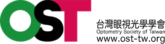 OST
台灣眼視光學學會
Optometry Society of Taiwan
www.ost-tw.org